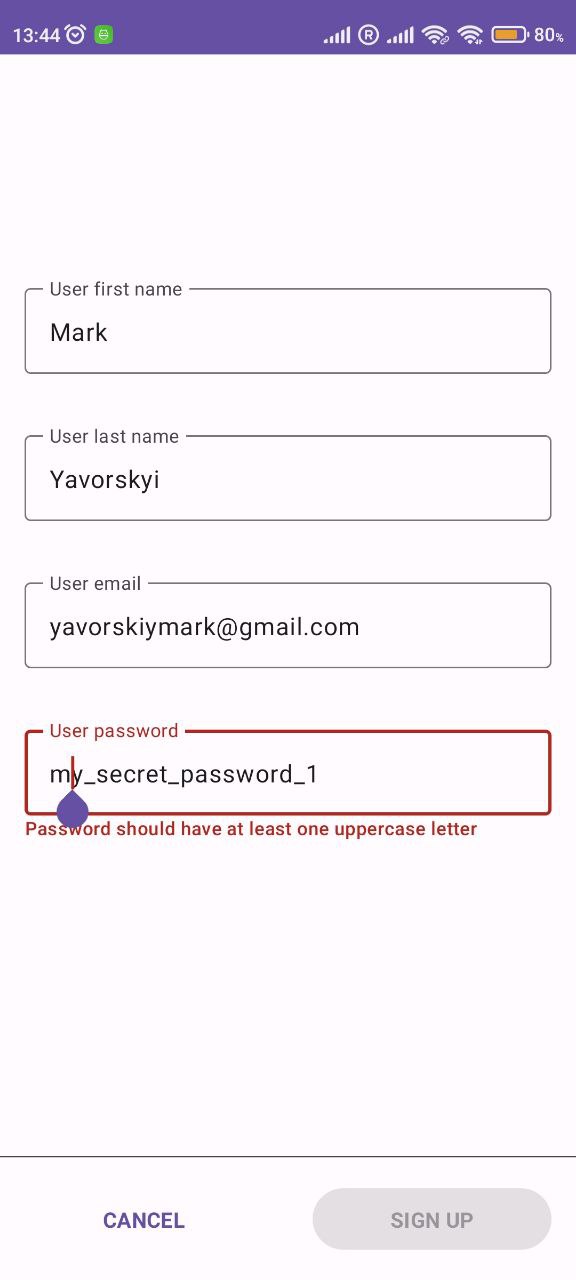 13:44 R 80%
User first name
Mark
User last name
Yavorskyi
User email
yavorskiymark@gmail.com
User password
my_secret_password_1
Password should have at least one uppercase letter
CANCEL SIGN UP